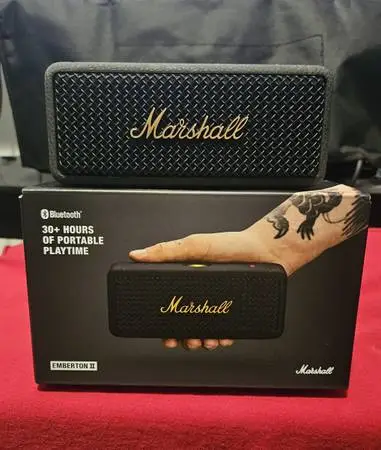 Marshall
Bluetooth®
30+ HOURS
OF PORTABLE
PLAYTIME
Marshall
EMBERTON II
Marshall